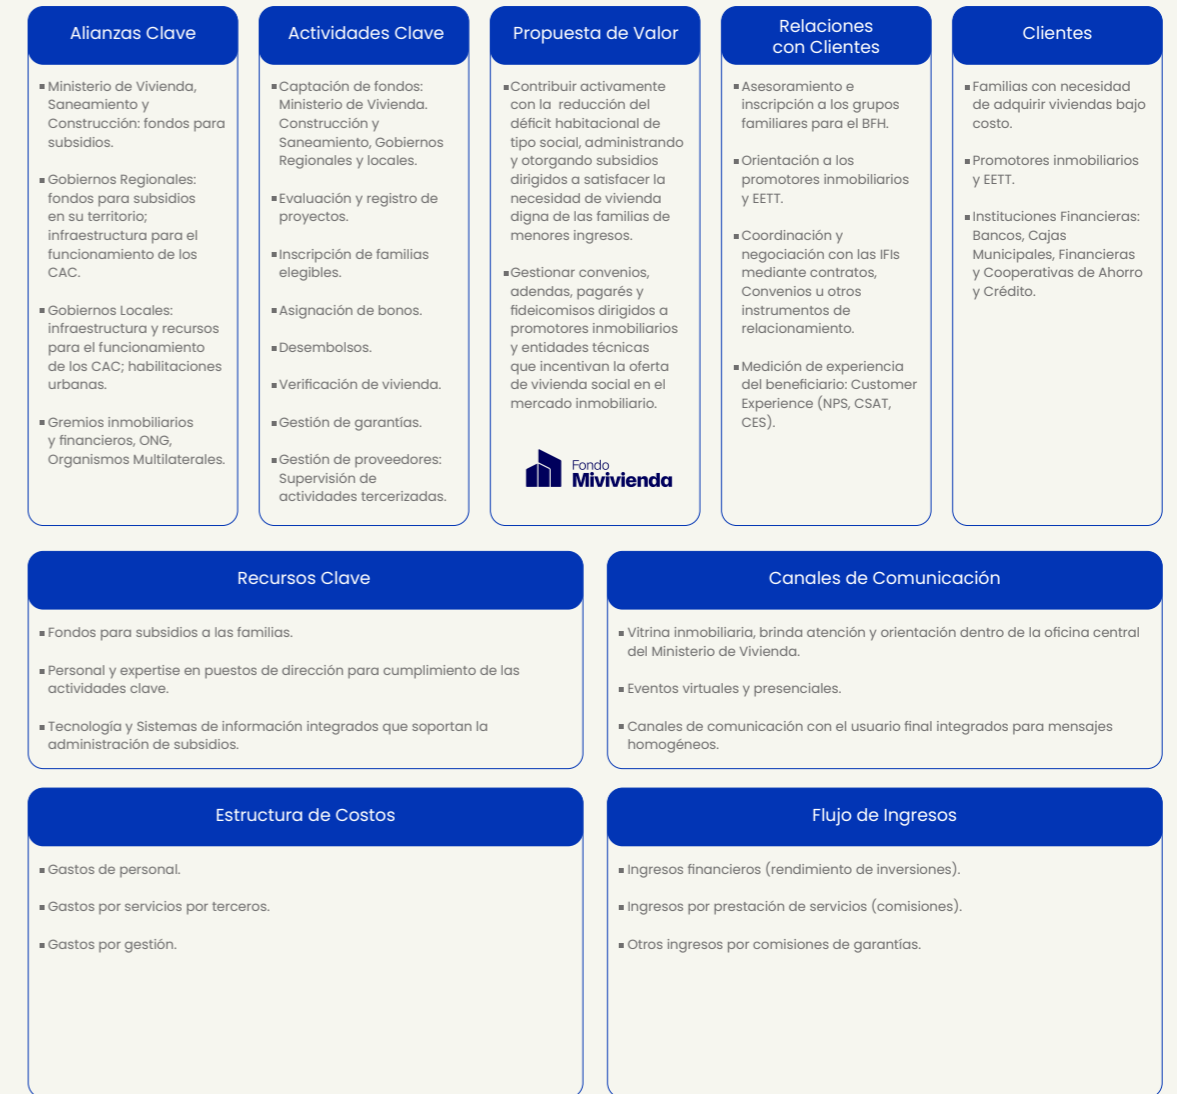 Alianzas Clave
▪ Ministerio de Vivienda,
Saneamiento y
Construcción: fondos para
subsidios.
▪ Gobiernos Regionales:
fondos para subsidios
en su territorio;
infraestructura para el
funcionamiento de los
CAC.
▪ Gobiernos Locales:
infraestructura y recursos
para el funcionamiento
de los CAC; habilitaciones
urbanas.
▪ Gremios inmobiliarios
y financieros, ONG,
Organismos Multilaterales.
Actividades Clave
▪ Captación de fondos:
Ministerio de Vivienda.
Construcción y
Saneamiento, Gobiernos
Regionales y locales.
▪ Evaluación y registro de
proyectos.
▪ Inscripción de familias
elegibles.
▪ Asignación de bonos.
▪ Desembolsos.
▪ Verificación de vivienda.
▪ Gestión de garantías.
▪ Gestión de proveedores:
Supervisión de
actividades tercerizadas.
Propuesta de Valor
▪ Contribuir activamente
con la reducción del
déficit habitacional de
tipo social, administrando
y otorgando subsidios
dirigidos a satisfacer la
necesidad de vivienda
digna de las familias de
menores ingresos.
▪ Gestionar convenios,
adendas, pagarés y
fideicomisos dirigidos a
promotores inmobiliarios
y entidades técnicas
que incentivan la oferta
de vivienda social en el
mercado inmobiliario.
Fondo
Mivivienda
Relaciones
con Clientes
▪ Asesoramiento e
inscripción a los grupos
familiares para el BFH.
▪ Orientación a los
promotores inmobiliarios
y EETT.
▪ Coordinación y
negociación con las IFIs
mediante contratos,
Convenios u otros
instrumentos de
relacionamiento.
▪ Medición de experiencia
del beneficiario: Customer
Experience (NPS, CSAT,
CES).
Clientes
▪ Familias con necesidad
de adquirir viviendas bajo
costo.
▪ Promotores inmobiliarios
y EETT.
▪ Instituciones Financieras:
Bancos, Cajas
Municipales, Financieras
y Cooperativas de Ahorro
y Crédito.
Recursos Clave
▪ Fondos para subsidios a las familias.
▪ Personal y expertise en puestos de dirección para cumplimiento de las
actividades clave.
▪ Tecnología y Sistemas de información integrados que soportan la
administración de subsidios.
Canales de Comunicación
▪ Vitrina inmobiliaria, brinda atención y orientación dentro de la oficina central
del Ministerio de Vivienda.
▪ Eventos virtuales y presenciales.
▪ Canales de comunicación con el usuario final integrados para mensajes
homogéneos.
Estructura de Costos
▪ Gastos de personal.
▪ Gastos por servicios por terceros.
▪ Gastos por gestión.
Flujo de Ingresos
▪ Ingresos financieros (rendimiento de inversiones).
▪ Ingresos por prestación de servicios (comisiones).
▪ Otros ingresos por comisiones de garantías.